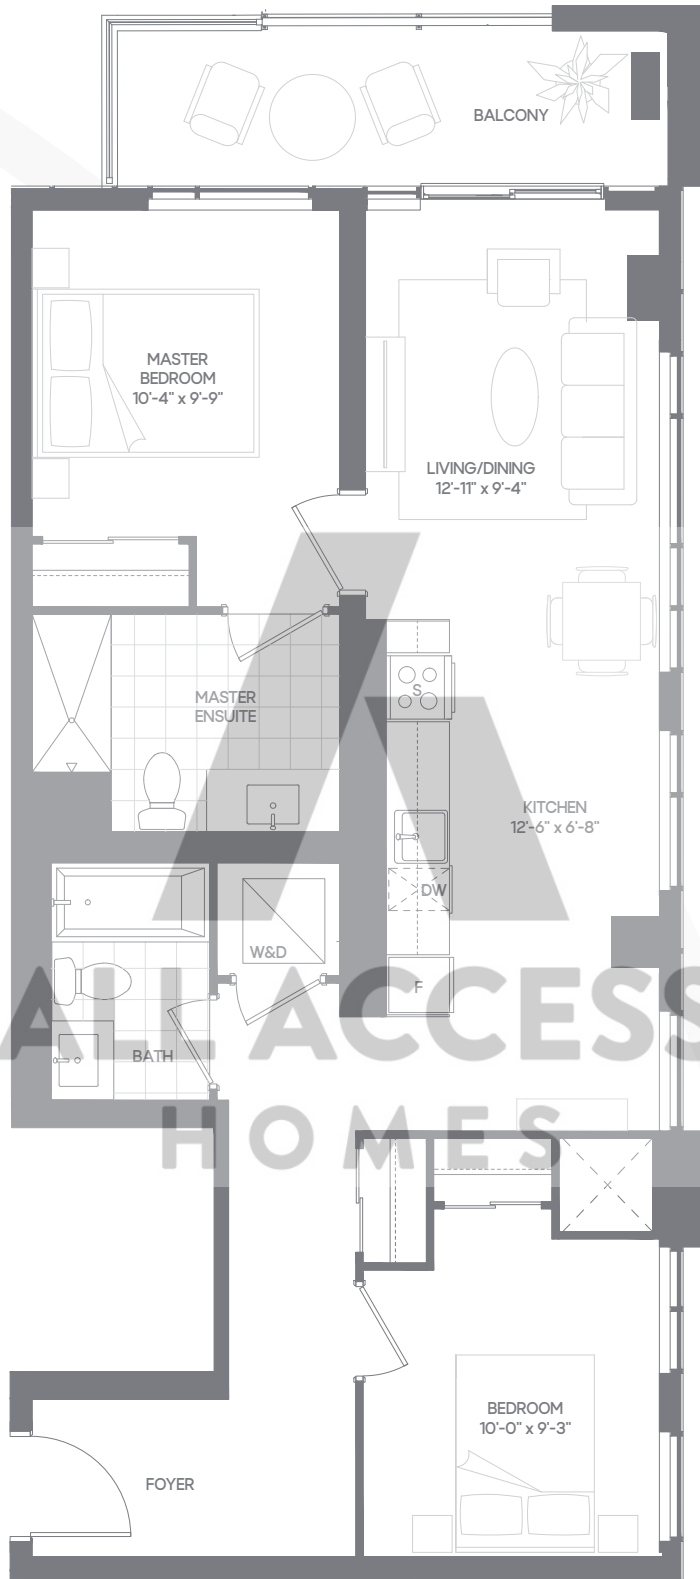 BALCONY
MASTER
BEDROOM
10'-4" x 9'-9"
LIVING/DINING
12'-11" x 9'-4"
S
MASTER
ENSUITE
KITCHEN
12'-6" x 6'-8"
DW
W&D
F
ALL ACCESS
BATH
HOMES
BEDROOM
10'-0" x 9'-3"
FOYER